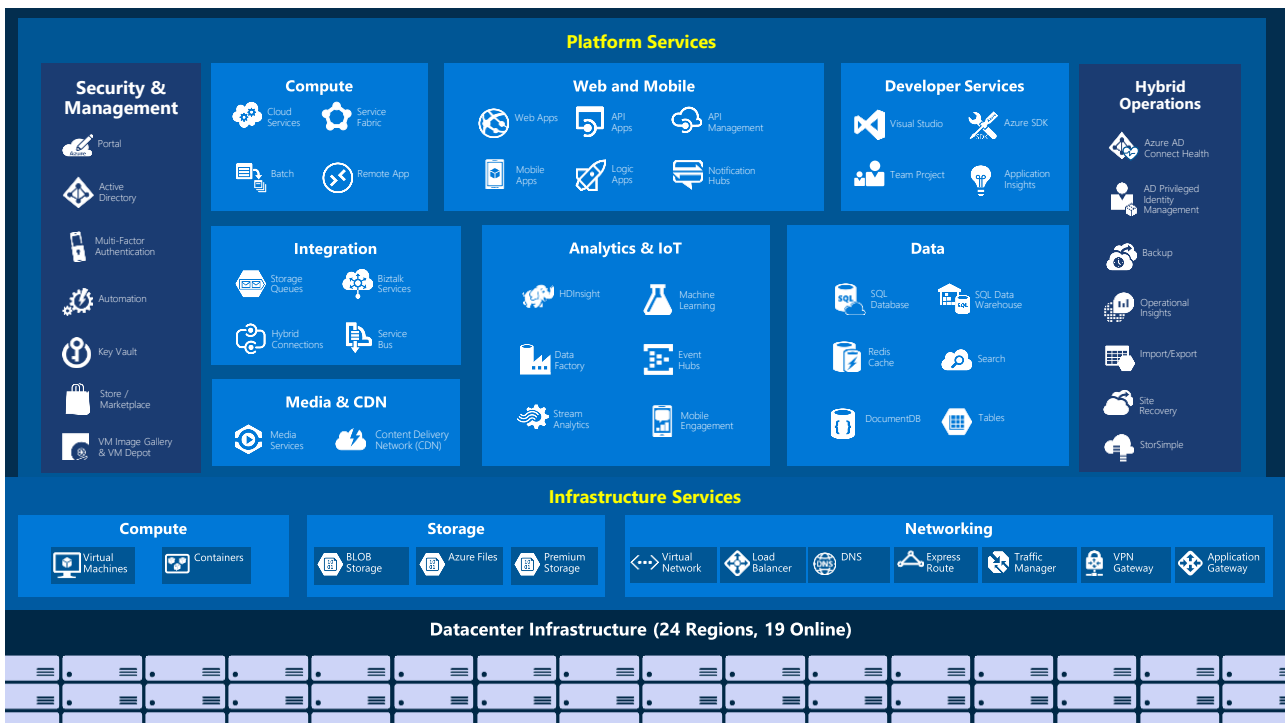 Platform Services
Security &
Management
Portal
Active
Directory
Multi-Factor
Authentication
Automation
Key Vault
Store /
Marketplace
VM Image Gallery
& VM Depot
Compute
Cloud
Services
Service
Fabric
Batch
Remote App
Web and Mobile
Web Apps
API
Apps
API
Management
Mobile
Apps
Logic
Apps
Notification
Hubs
Developer Services
Visual Studio
SDK
Azure SDK
Team Project
Application
Insights
Hybrid
Operations
Azure AD
Connect Health
AD Privileged
Identity
Management
Backup
Operational
Insights
Import/Export
Site
Recovery
StorSimple
Integration
Storage
Queues
Biztalk
Services
Hybrid
Connections
Service
Bus
Media & CDN
Media
Services
Content Delivery
Network (CDN)
Analytics & IoT
HDInsight
Machine
Learning
Data
Factory
Event
Hubs
Stream
Analytics
Mobile
Engagement
Data
SQL
SQL
Database
SQL
SQL Data
Warehouse
Redis
Cache
Search
{ }
DocumentDB
Tables
Infrastructure Services
Compute
Virtual
Machines
Containers
Storage
BLOB
Storage
Azure Files
Premium
Storage
Networking
Virtual
Network
Load
Balancer
DNS
DNS
Express
Route
Traffic
Manager
VPN
Gateway
Application
Gateway
Datacenter Infrastructure (24 Regions, 19 Online)